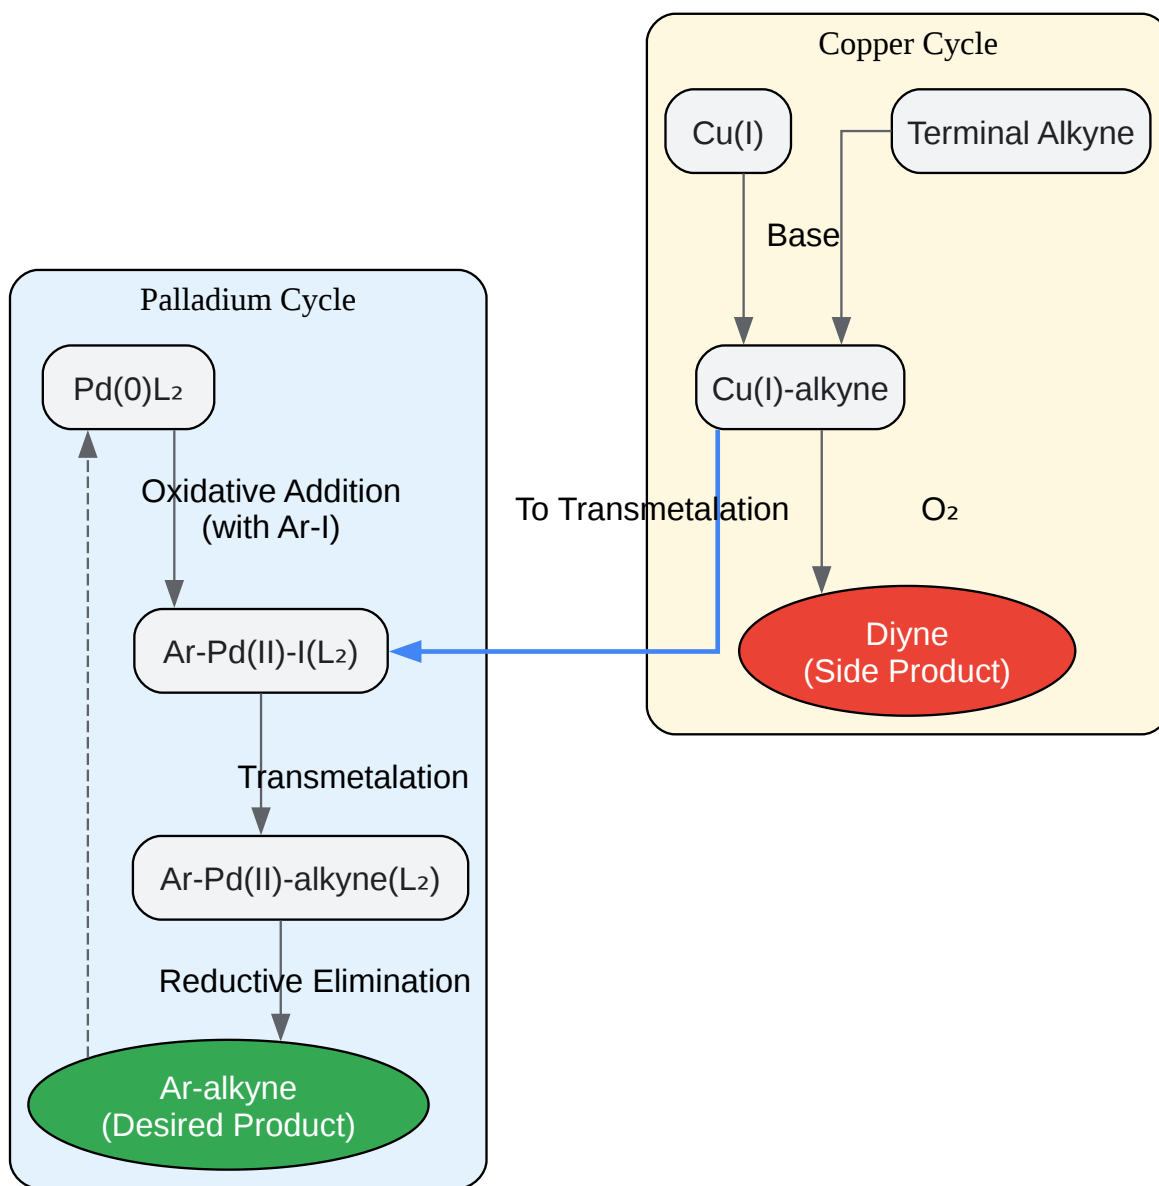 Copper Cycle
Cu(I)
Terminal Alkyne
Base
Palladium Cycle
Pd(0)L₂
Cu(I)-alkyne
Oxidative Addition
(with Ar-I)
To Transmetalation
O₂
Ar-Pd(II)-I(L₂)
Diyne
(Side Product)
Transmetalation
Ar-Pd(II)-alkyne(L₂)
Reductive Elimination
Ar-alkyne
(Desired Product)